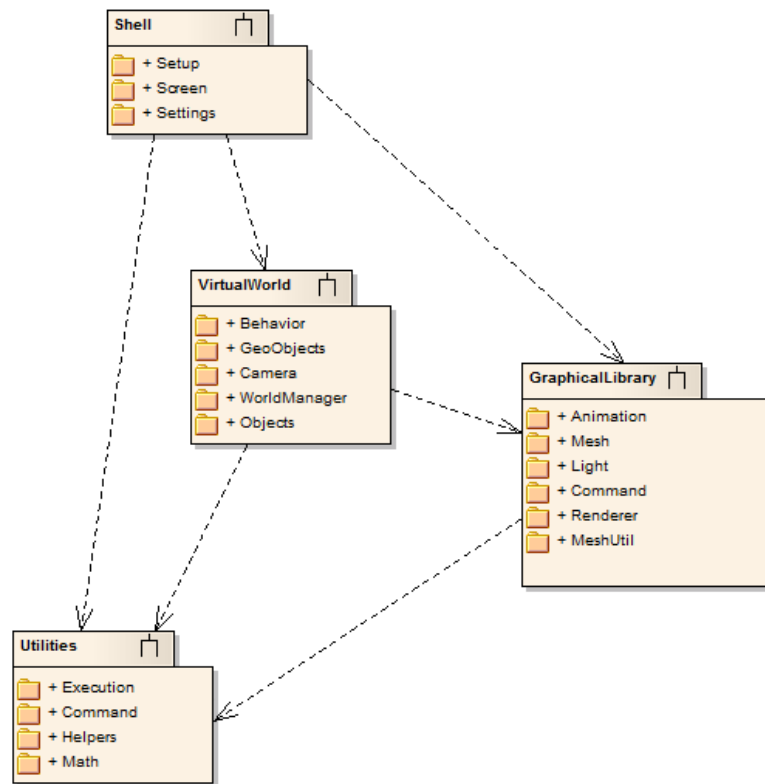 Shell
+ Setup
+ Screen
+ Settings
VirtualWorld
+ Behavior
+ GeoObjects
+ Camera
+ WorldManager
+ Objects
GraphicalLibrary
+ Animation
+ Mesh
+ Light
+ Command
+ Renderer
+ MeshUtil
Utilities
+ Execution
+ Command
+ Helpers
+ Math